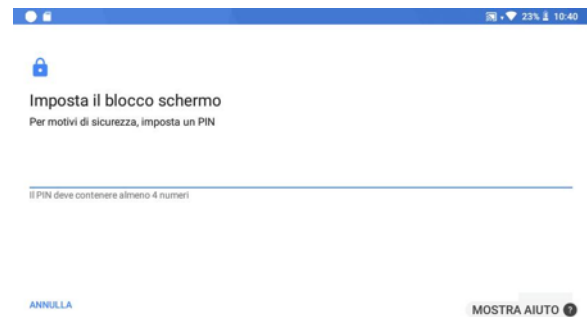 23% 10:40
Imposta il blocco schermo
Per motivi di sicurezza, imposta un PIN
Il PIN deve contenere almeno 4 numeri
ANNULLA
MOSTRA AIUTO ?